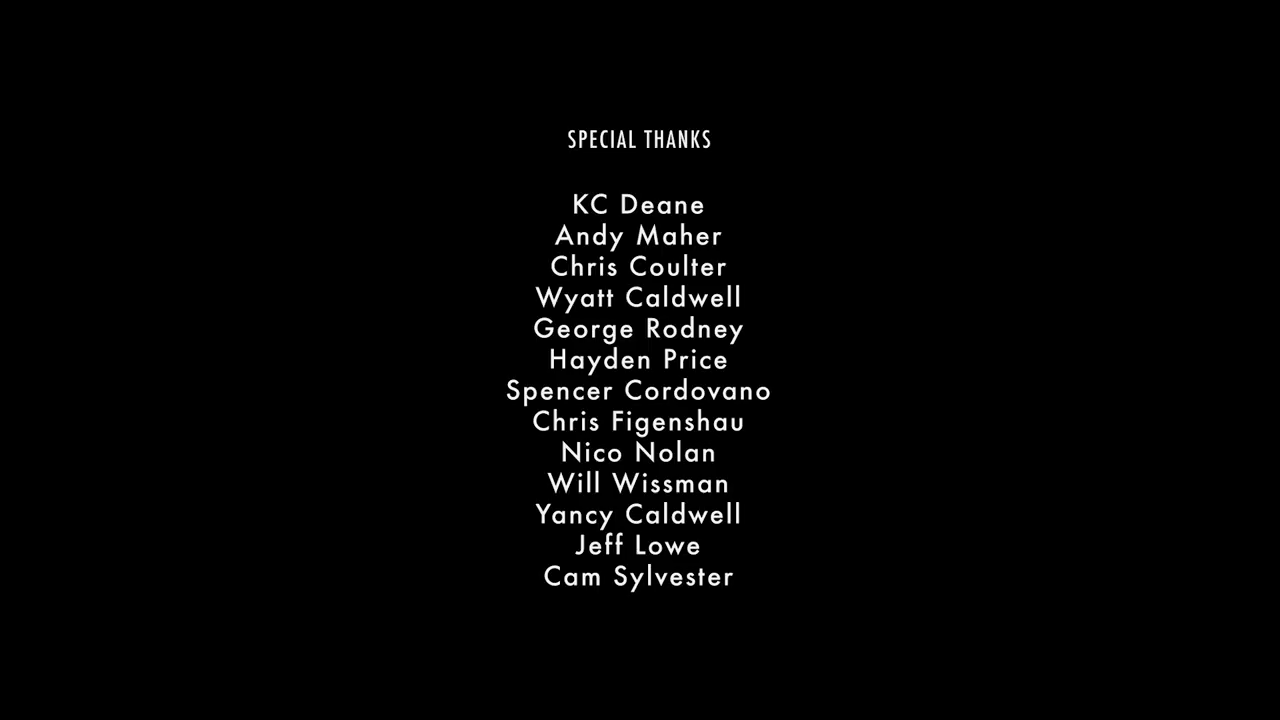 SPECIAL THANKS
KC Deane
Andy Maher
Chris Coulter
Wyatt Caldwell
George Rodney
Hayden Price
Spencer Cordovano
Chris Figenshau
Nico Nolan
Will Wissman
Yancy Caldwell
Jeff Lowe
Cam Sylvester